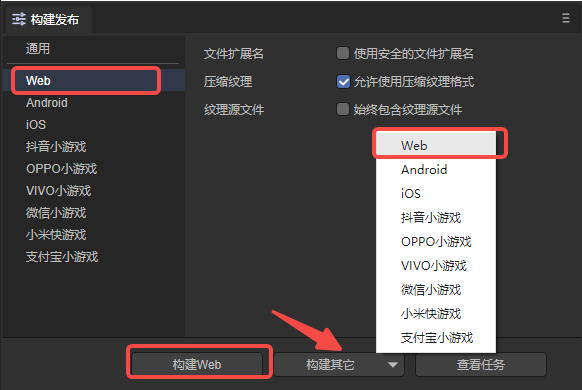 构建发布
通用
Web
Android
iOS
抖音小游戏
OPPO小游戏
VIVO小游戏
微信小游戏
小米快游戏
支付宝小游戏
文件扩展名 使用安全的文件扩展名
压缩纹理 允许使用压缩纹理格式
纹理源文件 始终包含纹理源文件
Web
Android
iOS
抖音小游戏
OPPO小游戏
VIVO小游戏
微信小游戏
小米快游戏
支付宝小游戏
构建Web 构建其它 查看任务